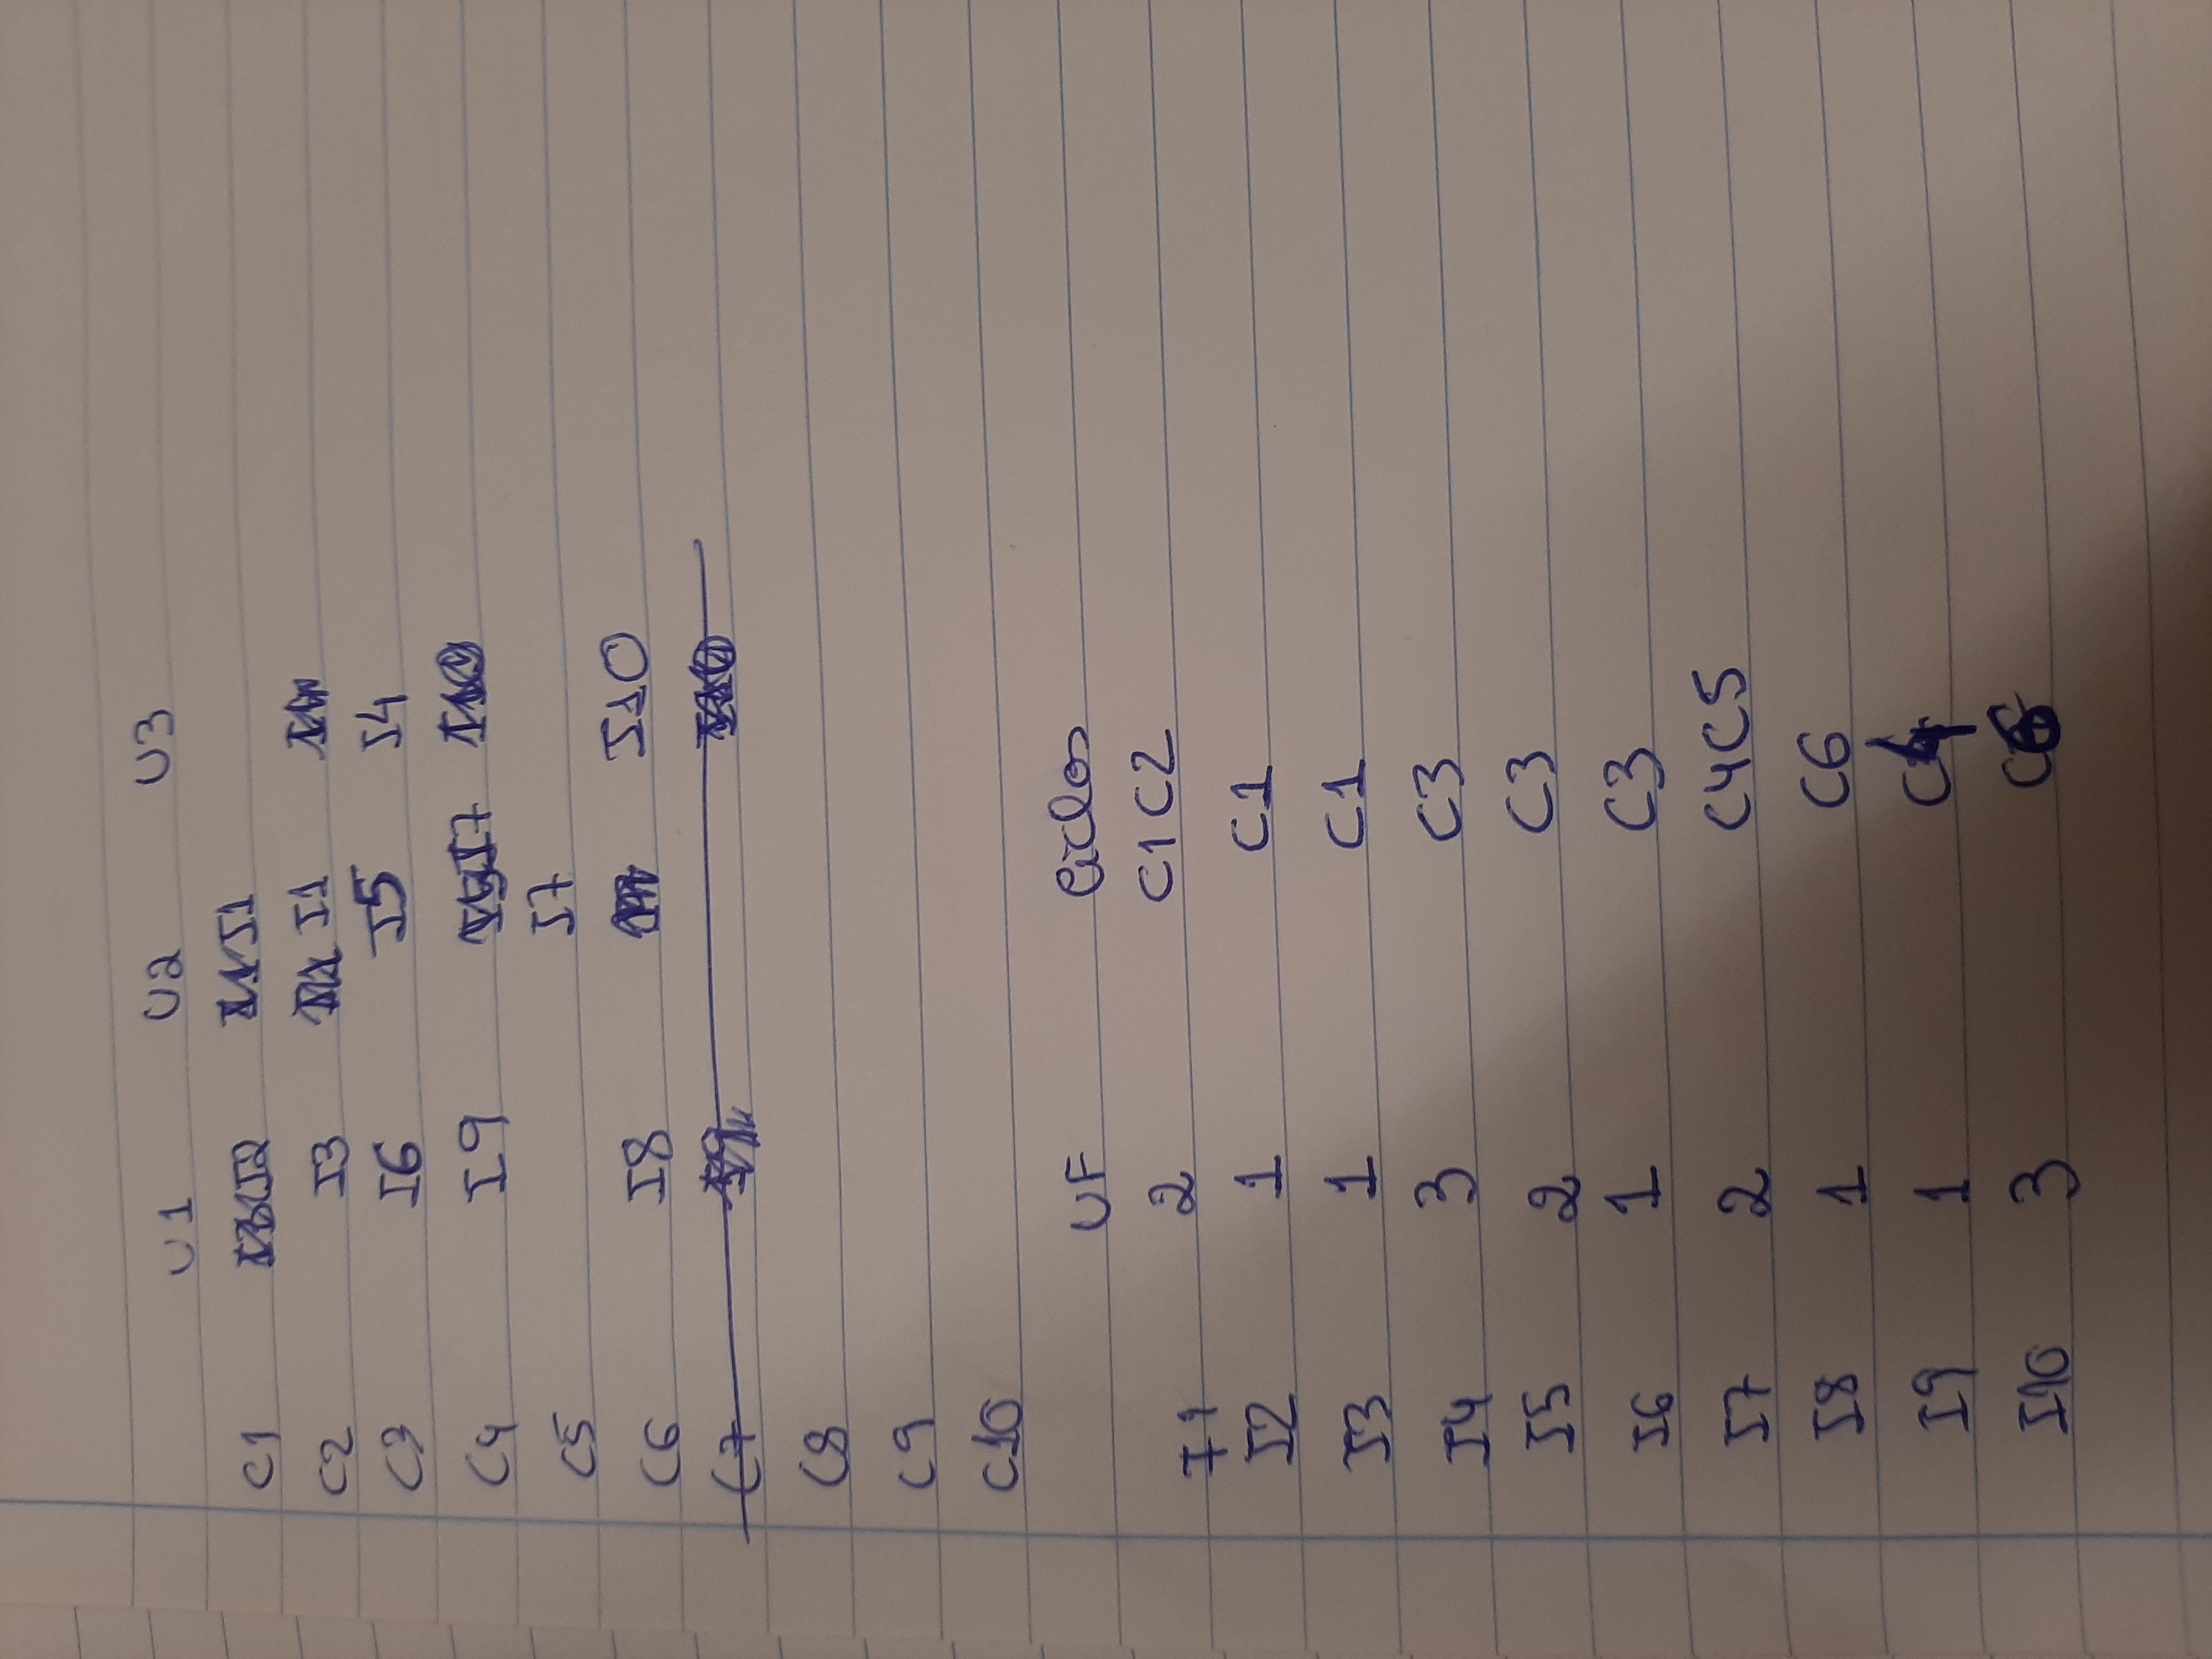 U1 U2 U3
C1 I2 I1
C2 I3 I1
C3 I6 I5 I4
C4 I9 I7
C5 I7
C6 I8 I10
C7
C8
C9
C10
UF Ciclos
I1 2 C1 C2
I2 1 C1
I3 1 C1
I4 3 C3
I5 2 C3
I6 1 C3
I7 2 C4C5
I8 1 C6
I9 1 C4
I10 3 C6